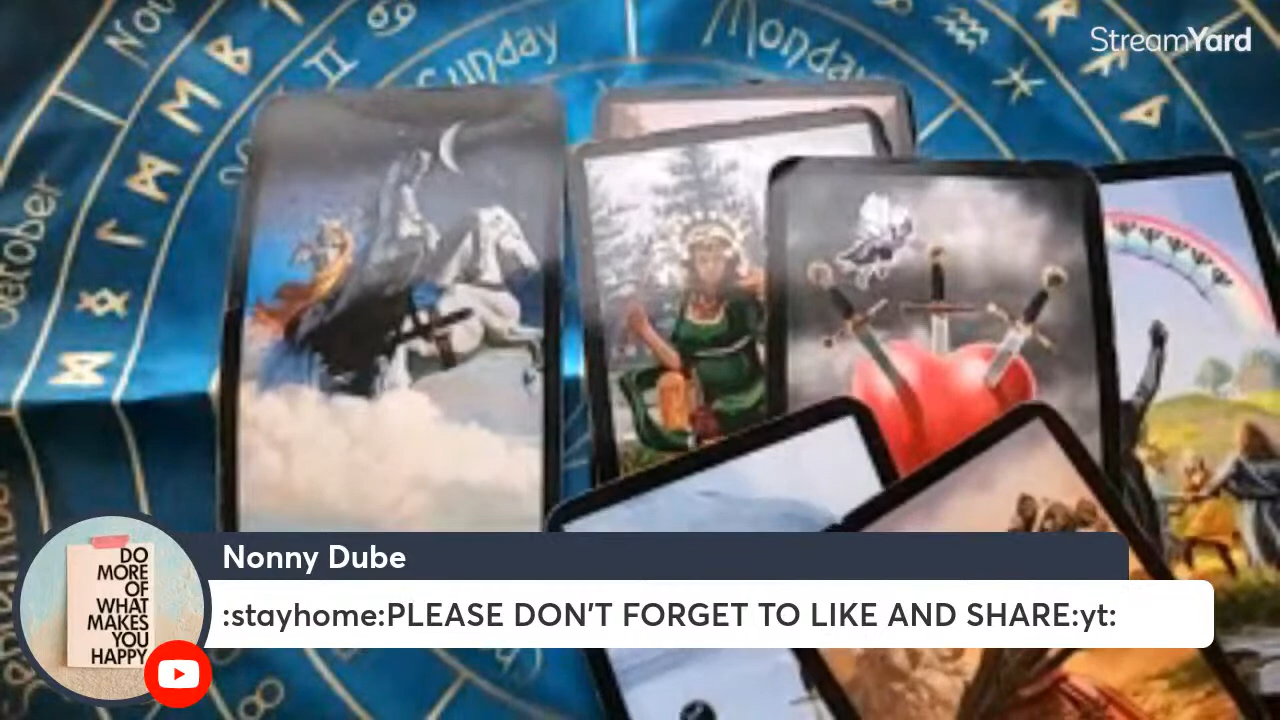 Nov
Sunday
Monday
StreamYard
October
DO
MORE
OF
WHAT
MAKES
YOU
HAPPY
Nonny Dube
:stayhome:PLEASE DON'T FORGET TO LIKE AND SHARE:yt: